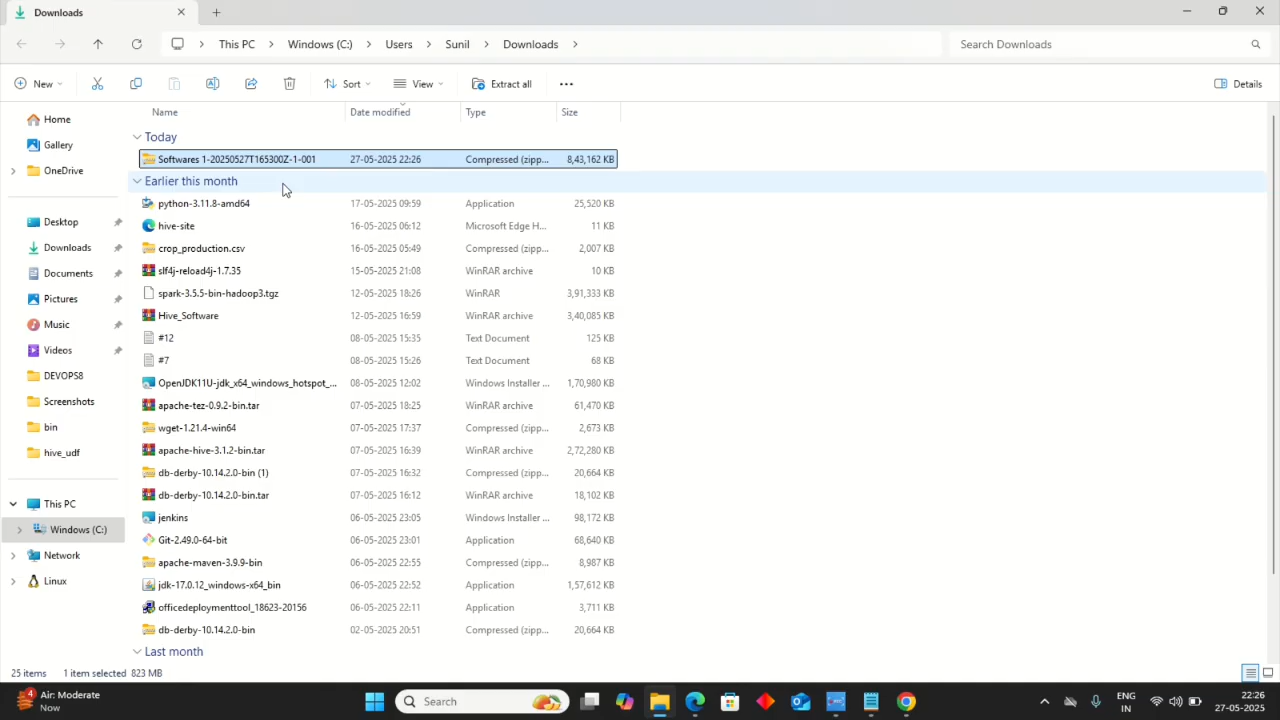 Downloads
This PC > Windows (C:) > Users > Sunil > Downloads >
Search Downloads
New
Sort
View
Extract all
Details
Name Date modified Type Size
Home
Gallery
OneDrive
Desktop
Downloads
Documents
Pictures
Music
Videos
DEVOPS8
Screenshots
bin
hive_udf
This PC
Windows (C:)
Network
Linux
Today
Softwares 1-20250527T165300Z-1-001 27-05-2025 22:26 Compressed (zipp... 8,43,162 KB
Earlier this month
python-3.11.8-amd64 17-05-2025 09:59 Application 25,520 KB
hive-site 16-05-2025 06:12 Microsoft Edge H... 11 KB
crop_production.csv 16-05-2025 05:49 Compressed (zipp... 2,007 KB
slf4j-reload4j-1.7.35 15-05-2025 21:08 WinRAR archive 10 KB
spark-3.5.5-bin-hadoop3.tgz 12-05-2025 18:26 WinRAR 3,91,333 KB
Hive_Software 12-05-2025 16:59 WinRAR archive 3,40,085 KB
#12 08-05-2025 15:35 Text Document 125 KB
#7 08-05-2025 15:26 Text Document 68 KB
OpenJDK11U-jdk_x64_windows_hotspot_... 08-05-2025 12:02 Windows Installer ... 1,70,980 KB
apache-tez-0.9.2-bin.tar 07-05-2025 18:25 WinRAR archive 61,470 KB
wget-1.21.4-win64 07-05-2025 17:37 Compressed (zipp... 2,673 KB
apache-hive-3.1.2-bin.tar 07-05-2025 16:39 WinRAR archive 2,72,280 KB
db-derby-10.14.2.0-bin (1) 07-05-2025 16:32 Compressed (zipp... 20,664 KB
db-derby-10.14.2.0-bin.tar 07-05-2025 16:12 WinRAR archive 18,102 KB
jenkins 06-05-2025 23:05 Windows Installer ... 98,172 KB
Git-2.49.0-64-bit 06-05-2025 23:01 Application 68,640 KB
apache-maven-3.9.9-bin 06-05-2025 22:55 Compressed (zipp... 8,987 KB
jdk-17.0.12_windows-x64_bin 06-05-2025 22:52 Application 1,57,612 KB
officedeploymenttool_18623-20156 06-05-2025 22:11 Application 3,711 KB
db-derby-10.14.2.0-bin 02-05-2025 20:51 Compressed (zipp... 20,664 KB
Last month
25 items 1 item selected 823 MB
4
Air: Moderate
Now
Search
ENG
IN
22:26
27-05-2025